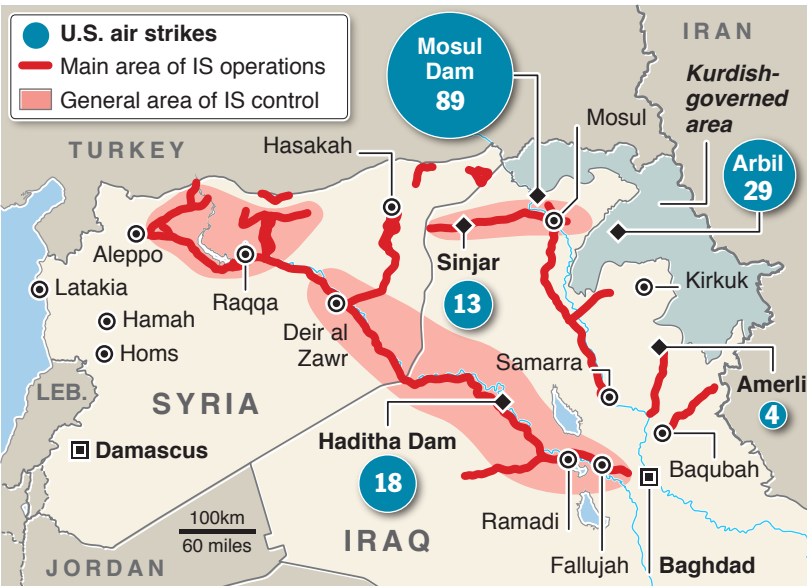 U.S. air strikes
Main area of IS operations
General area of IS control
Mosul
Dam
89
IRAN
Kurdish-
governed
area
Mosul
TURKEY
Hasakah
Arbil
29
Aleppo
Sinjar
13
Latakia
Raqqa
Kirkuk
Hamah
Deir al
Zawr
Homs
Samarra
LEB.
SYRIA
Amerli
4
Damascus
Haditha Dam
18
Baqubah
100km
60 miles
IRAQ
Ramadi
JORDAN
Fallujah
Baghdad